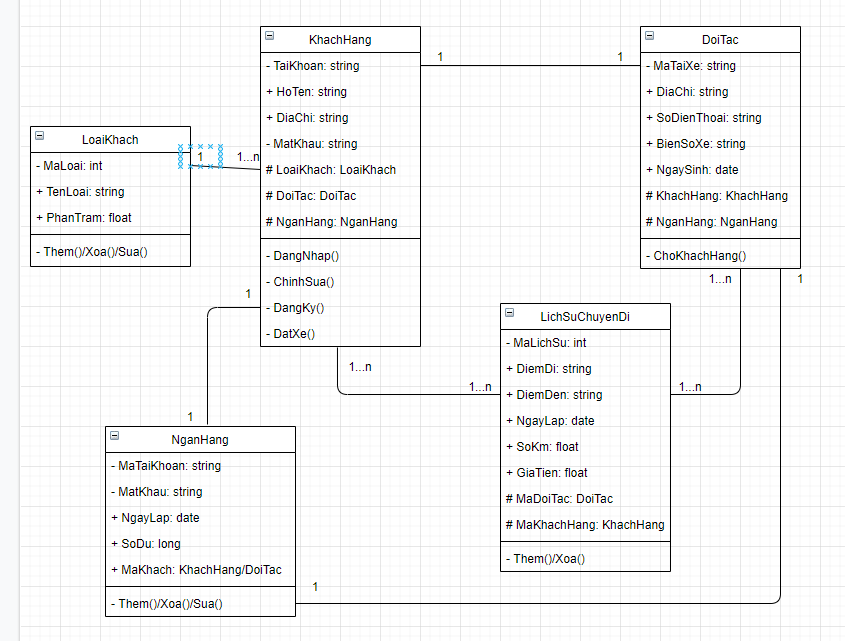 KhachHang
- TaiKhoan: string
+ HoTen: string
+ DiaChi: string
- MatKhau: string
# LoaiKhach: LoaiKhach
# DoiTac: DoiTac
# NganHang: NganHang
- DangNhap()
- ChinhSua()
- DangKy()
- DatXe()
1
1
DoiTac
- MaTaiXe: string
+ DiaChi: string
+ SoDienThoai: string
+ BienSoXe: string
+ NgaySinh: date
# KhachHang: KhachHang
# NganHang: NganHang
- ChoKhachHang()
LoaiKhach
- MaLoai: int
+ TenLoai: string
+ PhanTram: float
- Them()/Xoa()/Sua()
1
1...n
1
1...n
1...n
1...n
1...n
1
LichSuChuyenDi
- MaLichSu: int
+ DiemDi: string
+ DiemDen: string
+ NgayLap: date
+ SoKm: float
+ GiaTien: float
# MaDoiTac: DoiTac
# MaKhachHang: KhachHang
- Them()/Xoa()
1
NganHang
- MaTaiKhoan: string
- MatKhau: string
+ NgayLap: date
+ SoDu: long
+ MaKhach: KhachHang/DoiTac
- Them()/Xoa()/Sua()
1